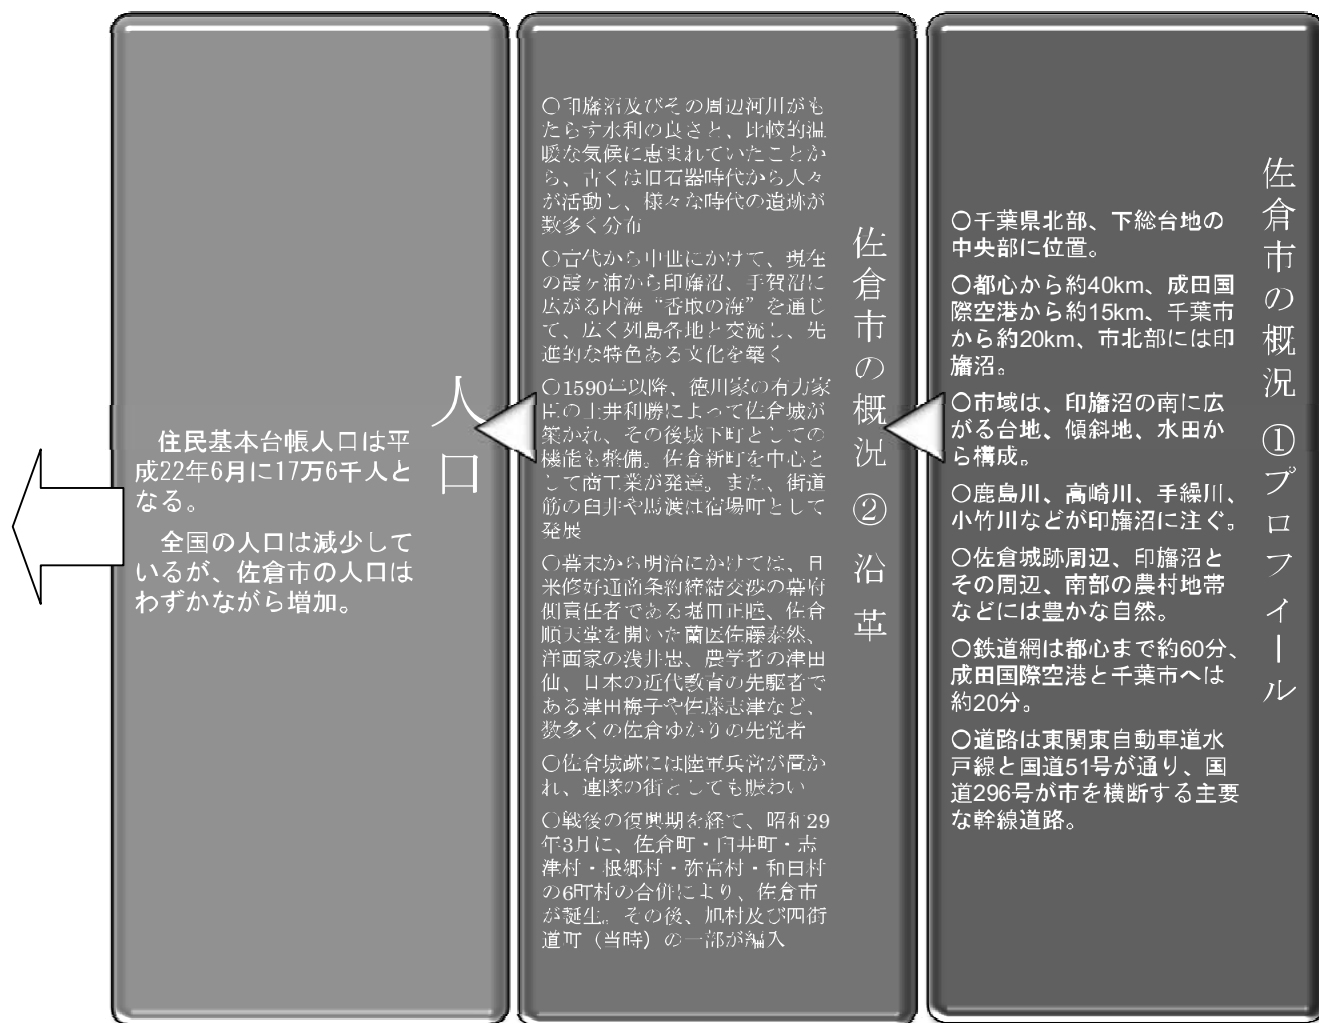 佐倉市の概況 ①プロフィール
○千葉県北部、下総台地の
中央部に位置。
○都心から約40km、成田国
際空港から約15km、千葉市
から約20km、市北部には印
旛沼。
○市域は、印旛沼の南に広
がる台地、傾斜地、水田か
ら構成。
○鹿島川、高崎川、手繰川、
小竹川などが印旛沼に注ぐ。
○佐倉城跡周辺、印旛沼と
その周辺、南部の農村地帯
などには豊かな自然。
○鉄道網は都心まで約60分、
成田国際空港と千葉市へは
約20分。
○道路は東関東自動車道水
戸線と国道51号が通り、国
道296号が市を横断する主要
な幹線道路。
佐倉市の概況 ②沿革
○印旛沼及びその周辺河川がも
たらす水利の良さと、比較的温
暖な気候に恵まれていたことか
ら、古くは旧石器時代から人々
が活動し、様々な時代の遺跡が
数多く分布
○古代から中世にかけて、現在
の霞ヶ浦から印旛沼、手賀沼に
広がる内海“香取の海”を通じ
て、広く列島各地と交流し、先
進的な特色ある文化を築く
○1590年以降、徳川家の有力家
臣の土井利勝によって佐倉城が
築かれ、その後城下町としての
機能も整備。佐倉新町を中心と
して商工業が発達。また、街道
筋の臼井や馬渡は宿場町として
発展
○幕末から明治にかけては、日
米修好通商条約締結交渉の幕府
側責任者である堀田正睦、佐倉
順天堂を開いた蘭医佐藤泰然、
洋画家の浅井忠、農学者の津田
仙、日本の近代教育の先駆者で
ある津田梅子や佐藤志津など、
数多くの佐倉ゆかりの先覚者
○佐倉城跡には陸軍兵営が置か
れ、連隊の街としても賑わい
○戦後の復興期を経て、昭和29
年3月に、佐倉町・臼井町・志
津村・根郷村・弥富村・和田村
の6町村の合併により、佐倉市
が誕生。その後、旭村及び四街
道町（当時）の一部が編入
人口
住民基本台帳人口は平
成22年6月に17万6千人と
なる。
全国の人口は減少して
いるが、佐倉市の人口は
わずかながら増加。